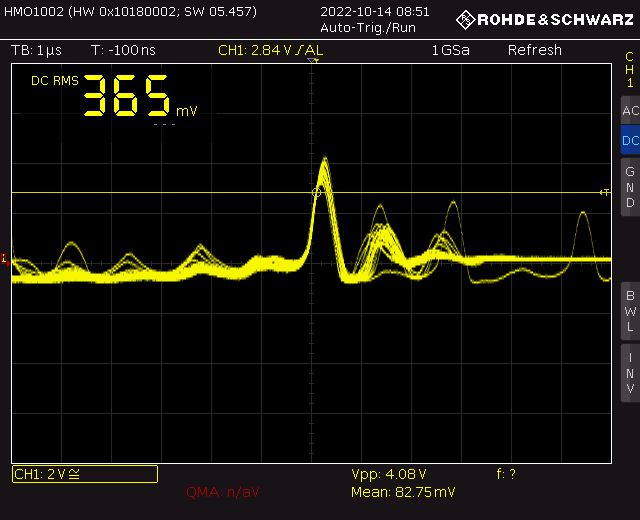 HMO1002 (HW 0x10180002; SW 05.457)
2022-10-14 08:51
Auto-Trig./Run
ROHDE&SCHWARZ
TB: 1µs T: -100ns CH1: 2.84 V / AL 1GSa Refresh
DC RMS 365 mV
CH1
AC
DC
GND
T
BWL
INV
CH1: 2 V≅
Vpp: 4.08 V f: ?
QMA: n/aV Mean: 82.75mV